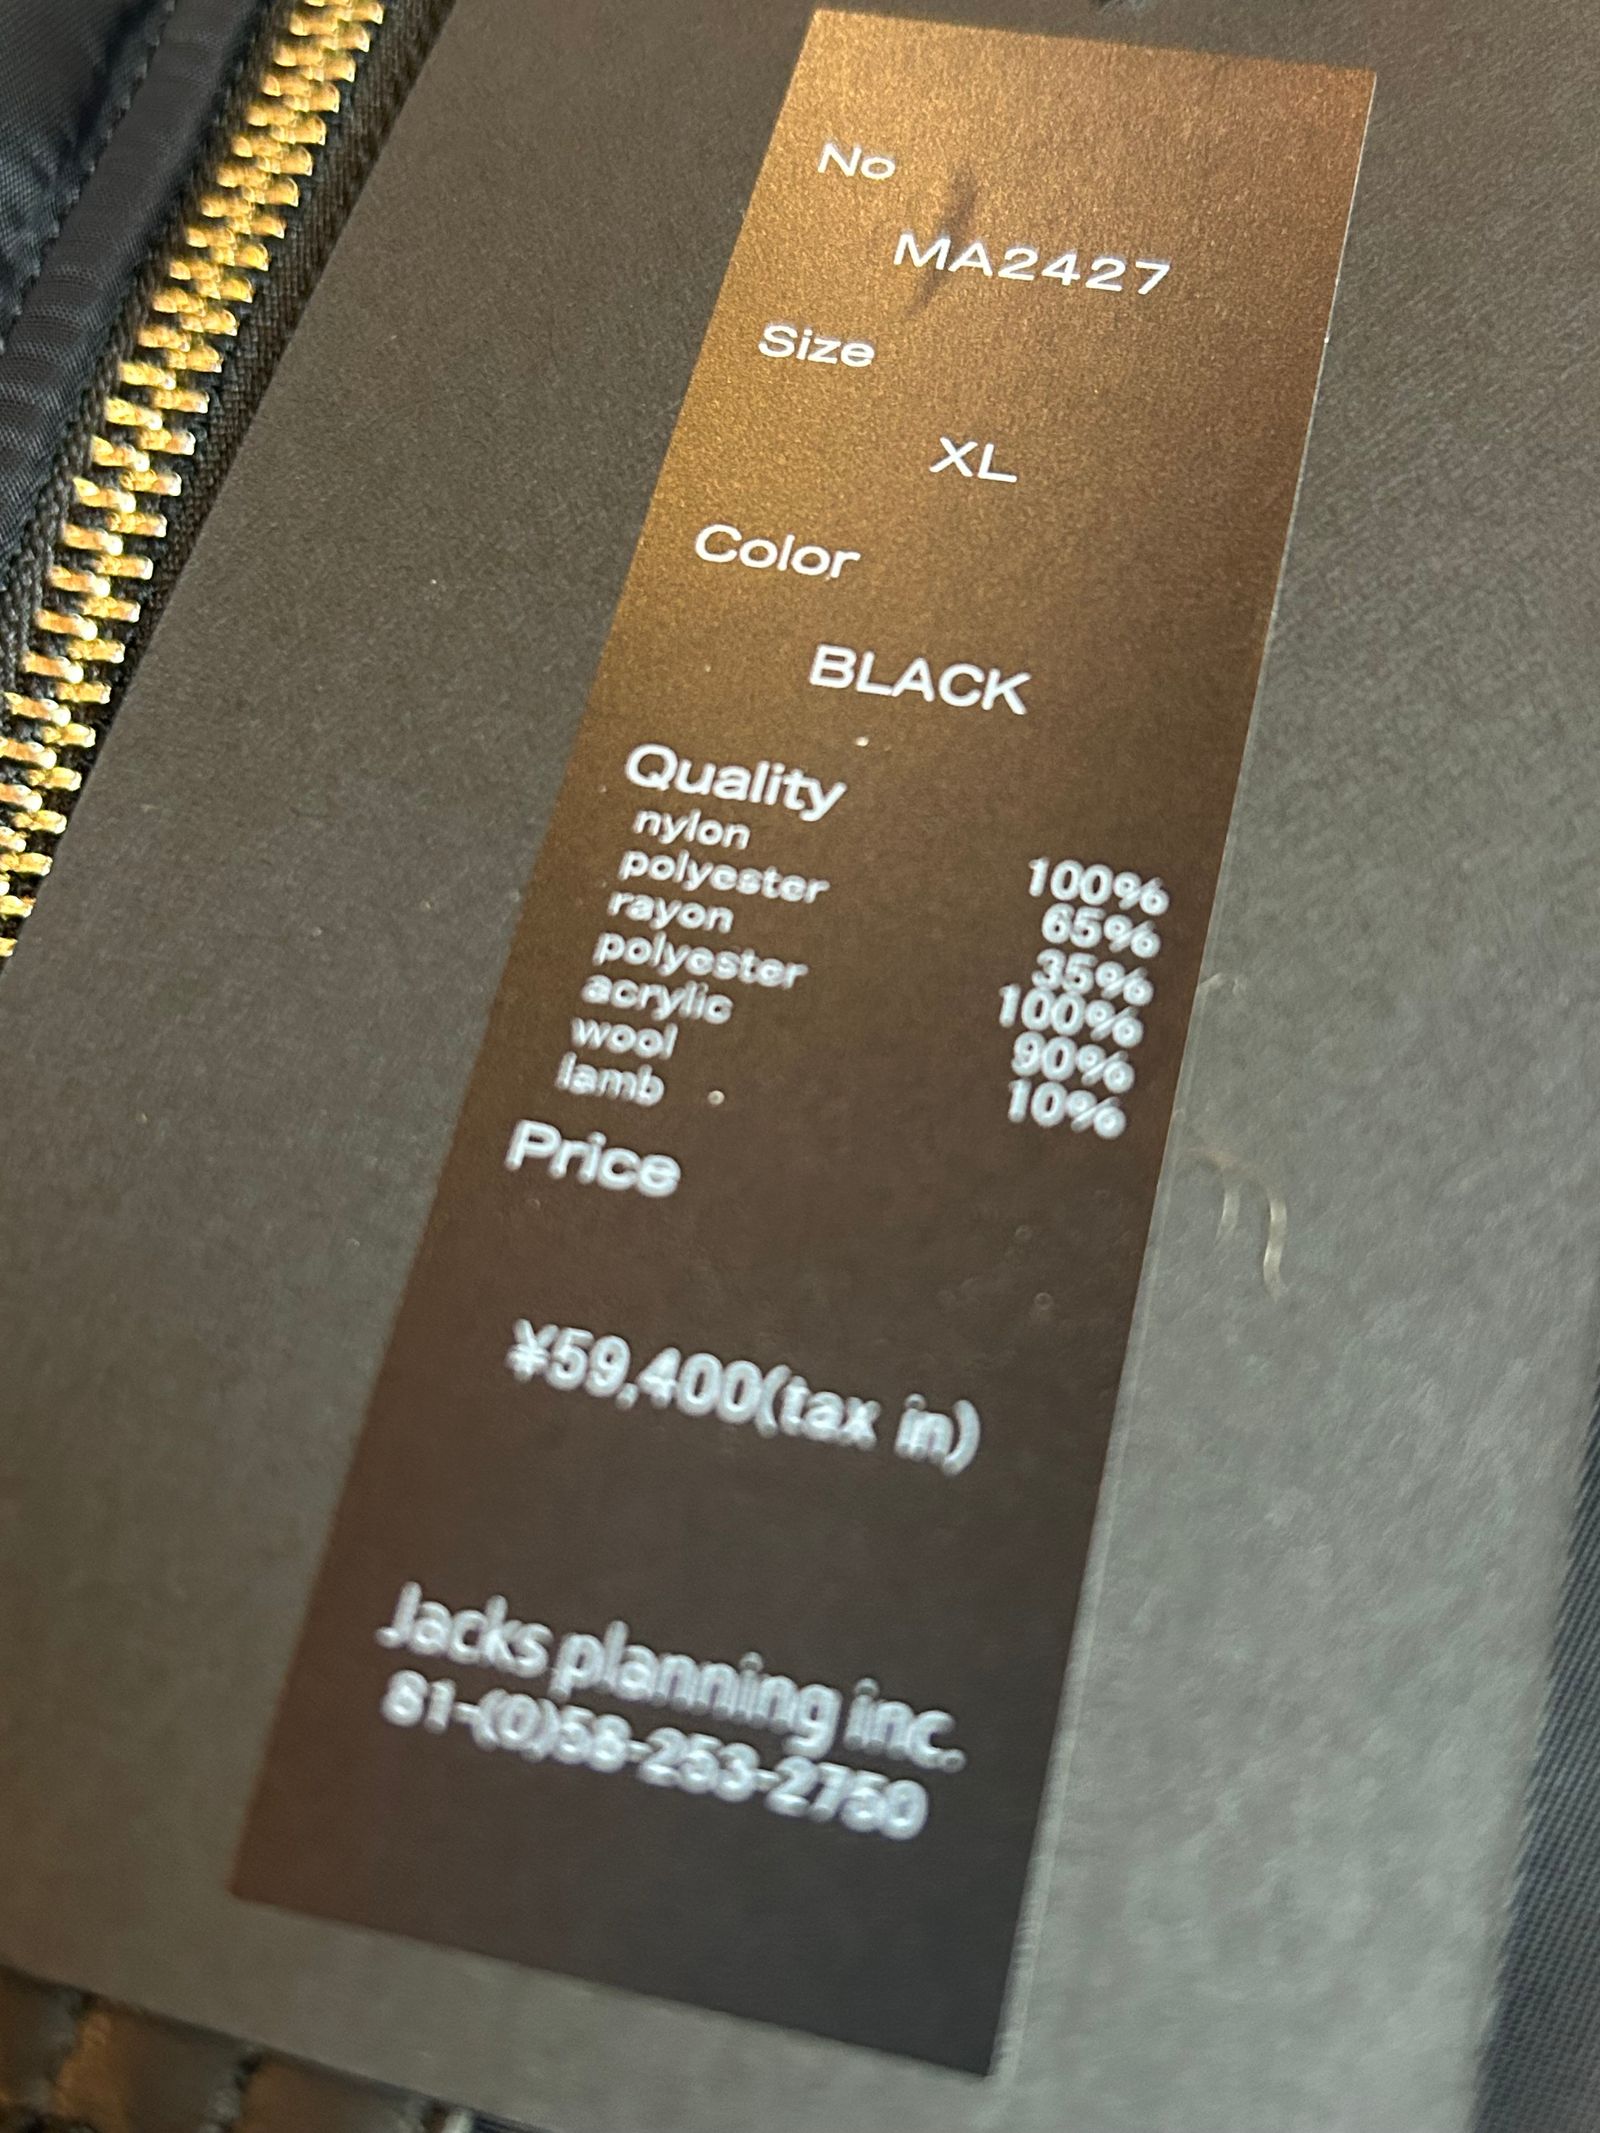 No
MA2427
Size
XL
Color
BLACK
Quality
nylon 100%
polyester 65%
rayon 35%
polyester 100%
acrylic 90%
wool 10%
lamb
Price
¥59,400(tax in)
Jacks planning inc.
81-(0)58-253-2750